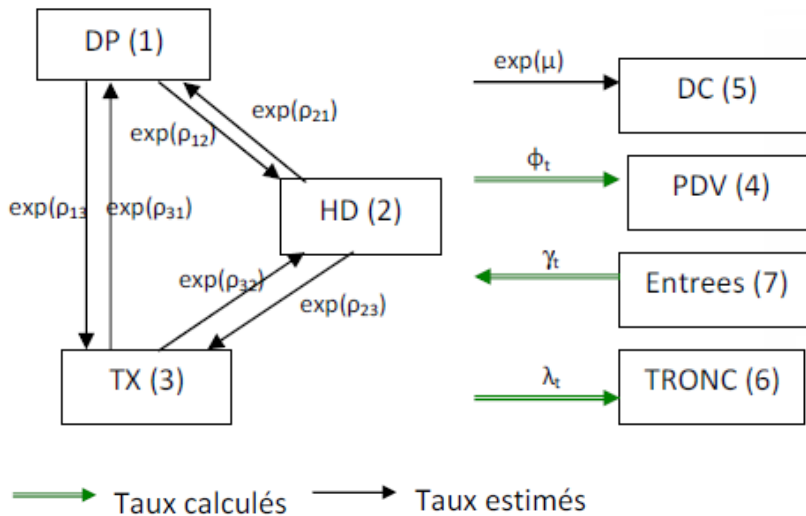 DP (1)
exp(μ)
DC (5)
exp(ρ₂₁)
exp(ρ₁₂)
ϕₜ
PDV (4)
exp(ρ₁₃
exp(ρ₃₁)
HD (2)
γₜ
Entrees (7)
exp(ρ₃₂)
exp(ρ₂₃)
λₜ
TX (3)
TRONC (6)
Taux calculés
Taux estimés